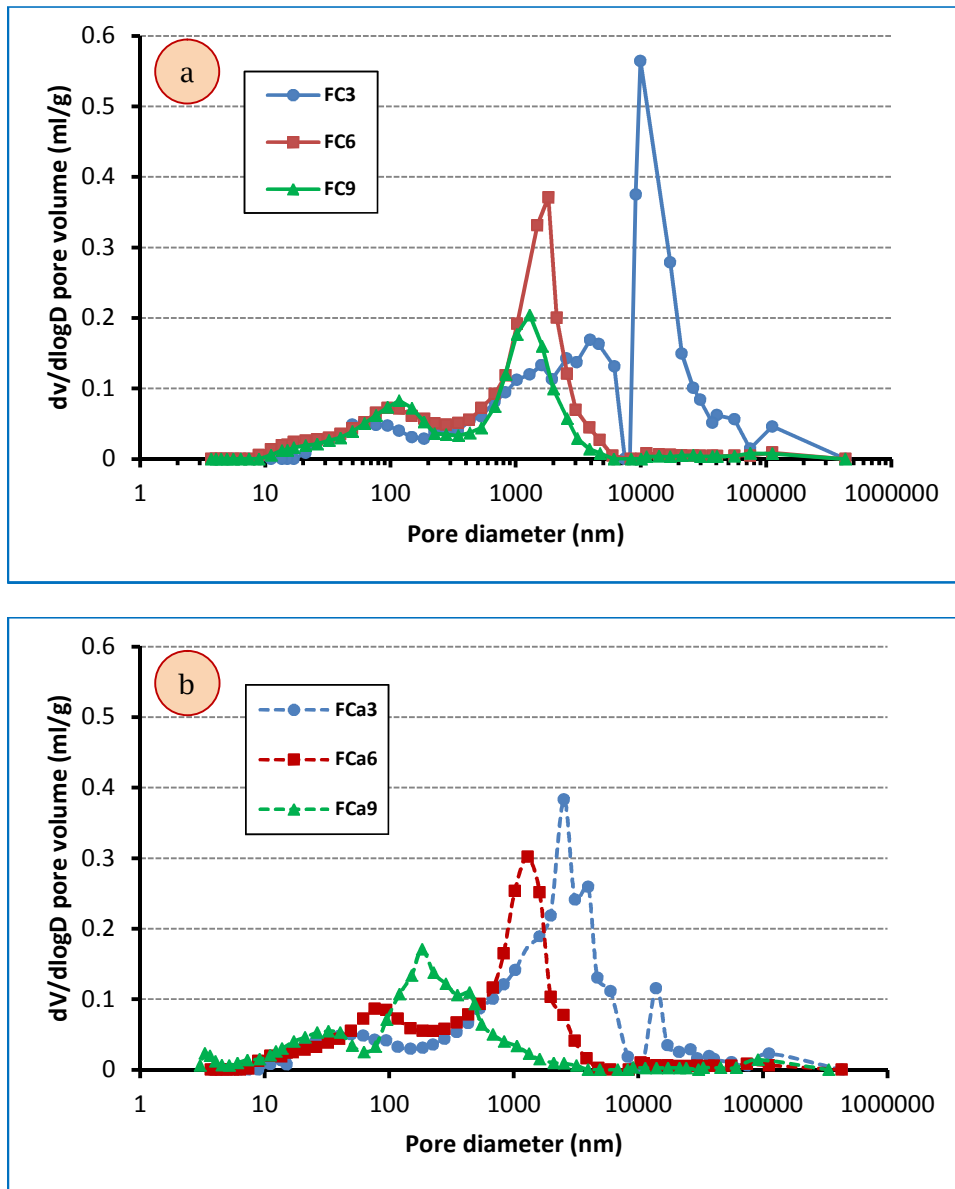 a
0.6
0.5
0.4
0.3
0.2
0.1
0
dv/dlogD pore volume (ml/g)
FC3
FC6
FC9
1 10 100 1000 10000 100000 1000000
Pore diameter (nm)
b
0.6
0.5
0.4
0.3
0.2
0.1
0
dV/dlogD pore volume (ml/g)
FCa3
FCa6
FCa9
1 10 100 1000 10000 100000 1000000
Pore diameter (nm)